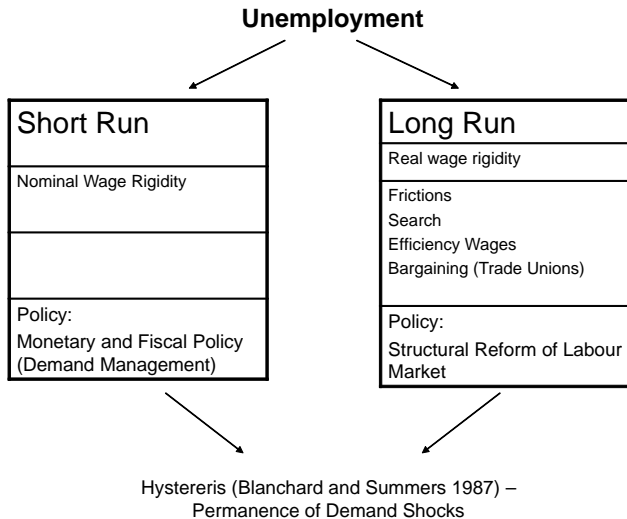 Unemployment
Short Run
Nominal Wage Rigidity
Policy:
Monetary and Fiscal Policy
(Demand Management)
Long Run
Real wage rigidity
Frictions
Search
Efficiency Wages
Bargaining (Trade Unions)
Policy:
Structural Reform of Labour
Market
Hystereris (Blanchard and Summers 1987) –
Permanence of Demand Shocks